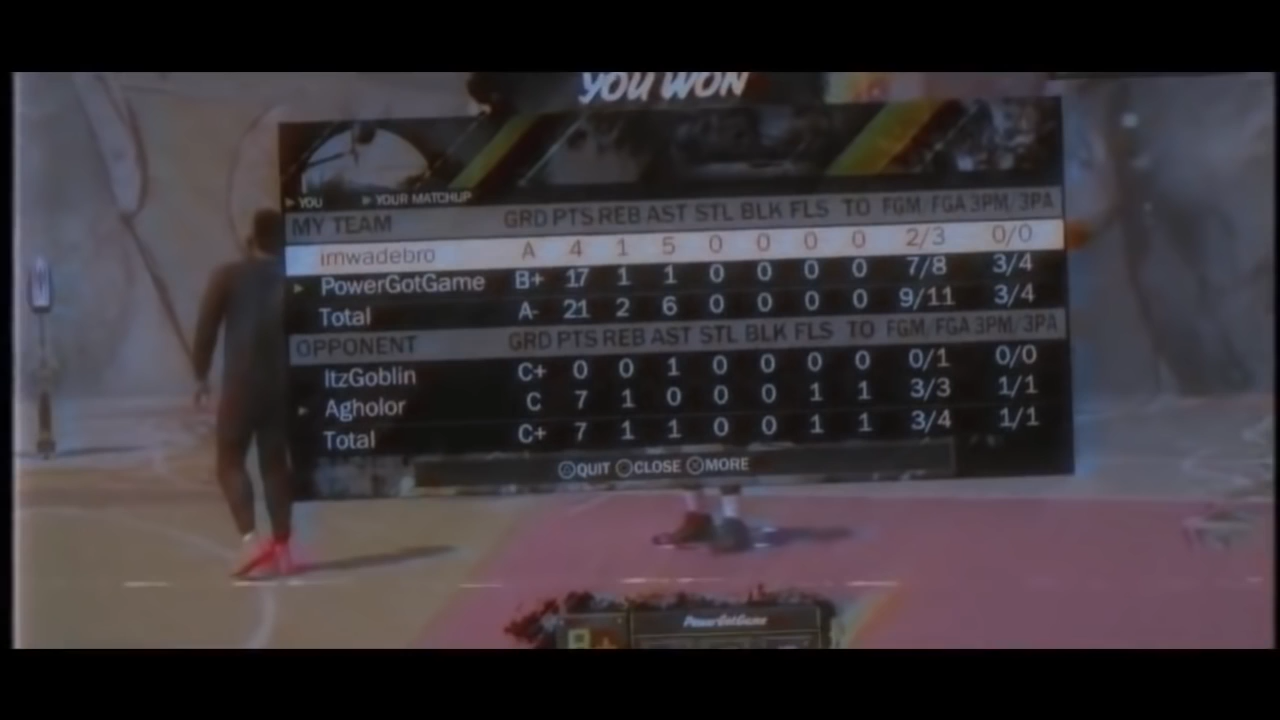 YOU WON
YOU YOUR MATCHUP
MY TEAM GRD PTS REB AST STL BLK FLS TO FGM/FGA 3PM/3PA
imwadebro A 4 1 5 0 0 0 0 2/3 0/0
PowerGotGame B+ 17 1 1 0 0 0 0 7/8 3/4
Total A- 21 2 6 0 0 0 0 9/11 3/4
OPPONENT GRD PTS REB AST STL BLK FLS TO FGM/FGA 3PM/3PA
ItzGoblin C+ 0 0 1 0 0 0 0 0/1 0/0
Agholor C 7 1 0 0 0 1 1 3/3 1/1
Total C+ 7 1 1 0 0 1 1 3/4 1/1
QUIT CLOSE MORE
PowerGotGame